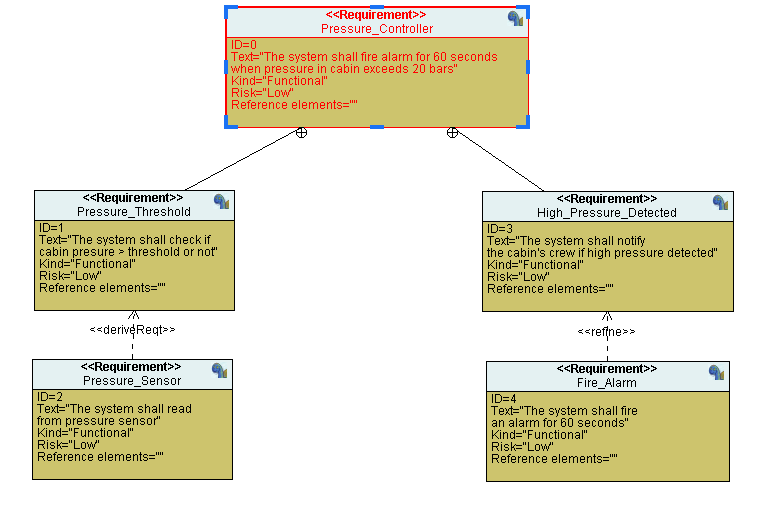 <<Requirement>>
Pressure_Controller
ID=0
Text="The system shall fire alarm for 60 seconds
when pressure in cabin exceeds 20 bars"
Kind="Functional"
Risk="Low"
Reference elements=""
<<Requirement>>
Pressure_Threshold
ID=1
Text="The system shall check if
cabin presure > threshold or not"
Kind="Functional"
Risk="Low"
Reference elements=""
<<Requirement>>
High_Pressure_Detected
ID=3
Text="The system shall notify
the cabin's crew if high pressure detected"
Kind="Functional"
Risk="Low"
Reference elements=""
<<deriveReqt>>
<<refine>>
<<Requirement>>
Pressure_Sensor
ID=2
Text="The system shall read
from pressure sensor"
Kind="Functional"
Risk="Low"
Reference elements=""
<<Requirement>>
Fire_Alarm
ID=4
Text="The system shall fire
an alarm for 60 seconds"
Kind="Functional"
Risk="Low"
Reference elements=""